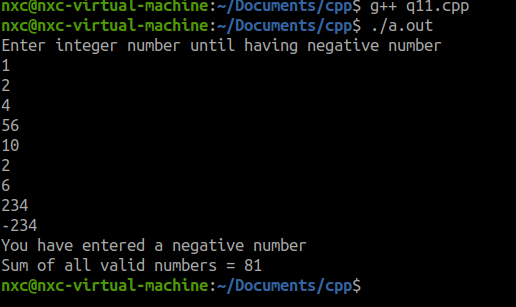 nxc@nxc-virtual-machine:~/Documents/cpp$ g++ q11.cpp
nxc@nxc-virtual-machine:~/Documents/cpp$ ./a.out
Enter integer number until having negative number
1
2
4
56
10
2
6
234
-234
You have entered a negative number
Sum of all valid numbers = 81
nxc@nxc-virtual-machine:~/Documents/cpp$